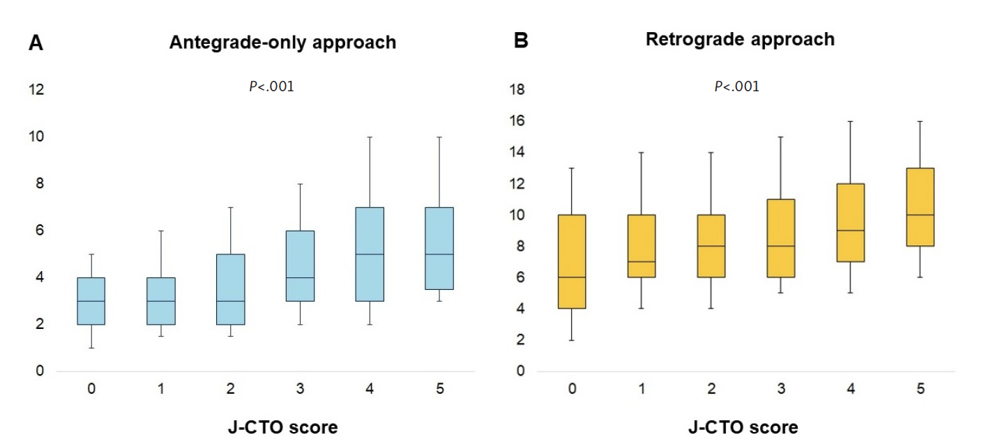 A Antegrade-only approach
P<.001
12
10
8
6
4
2
0
0 1 2 3 4 5
J-CTO score
B Retrograde approach
P<.001
18
16
14
12
10
8
6
4
2
0
0 1 2 3 4 5
J-CTO score